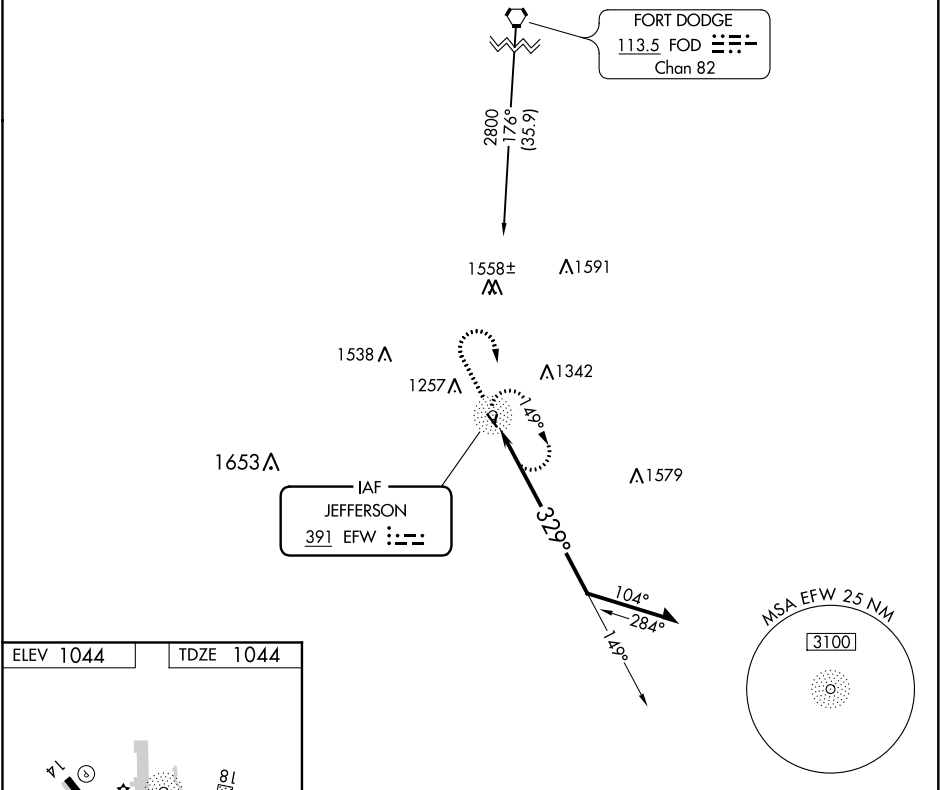 FORT DODGE
113.5 FOD
Chan 82
2800
176°
(35.9)
1558±
1591
1538
1342
1257
149°
1653
1579
IAF
JEFFERSON
391 EFW
329°
104°
284°
149°
MSA EFW 25 NM
3100
ELEV 1044
TDZE 1044
14
P
18